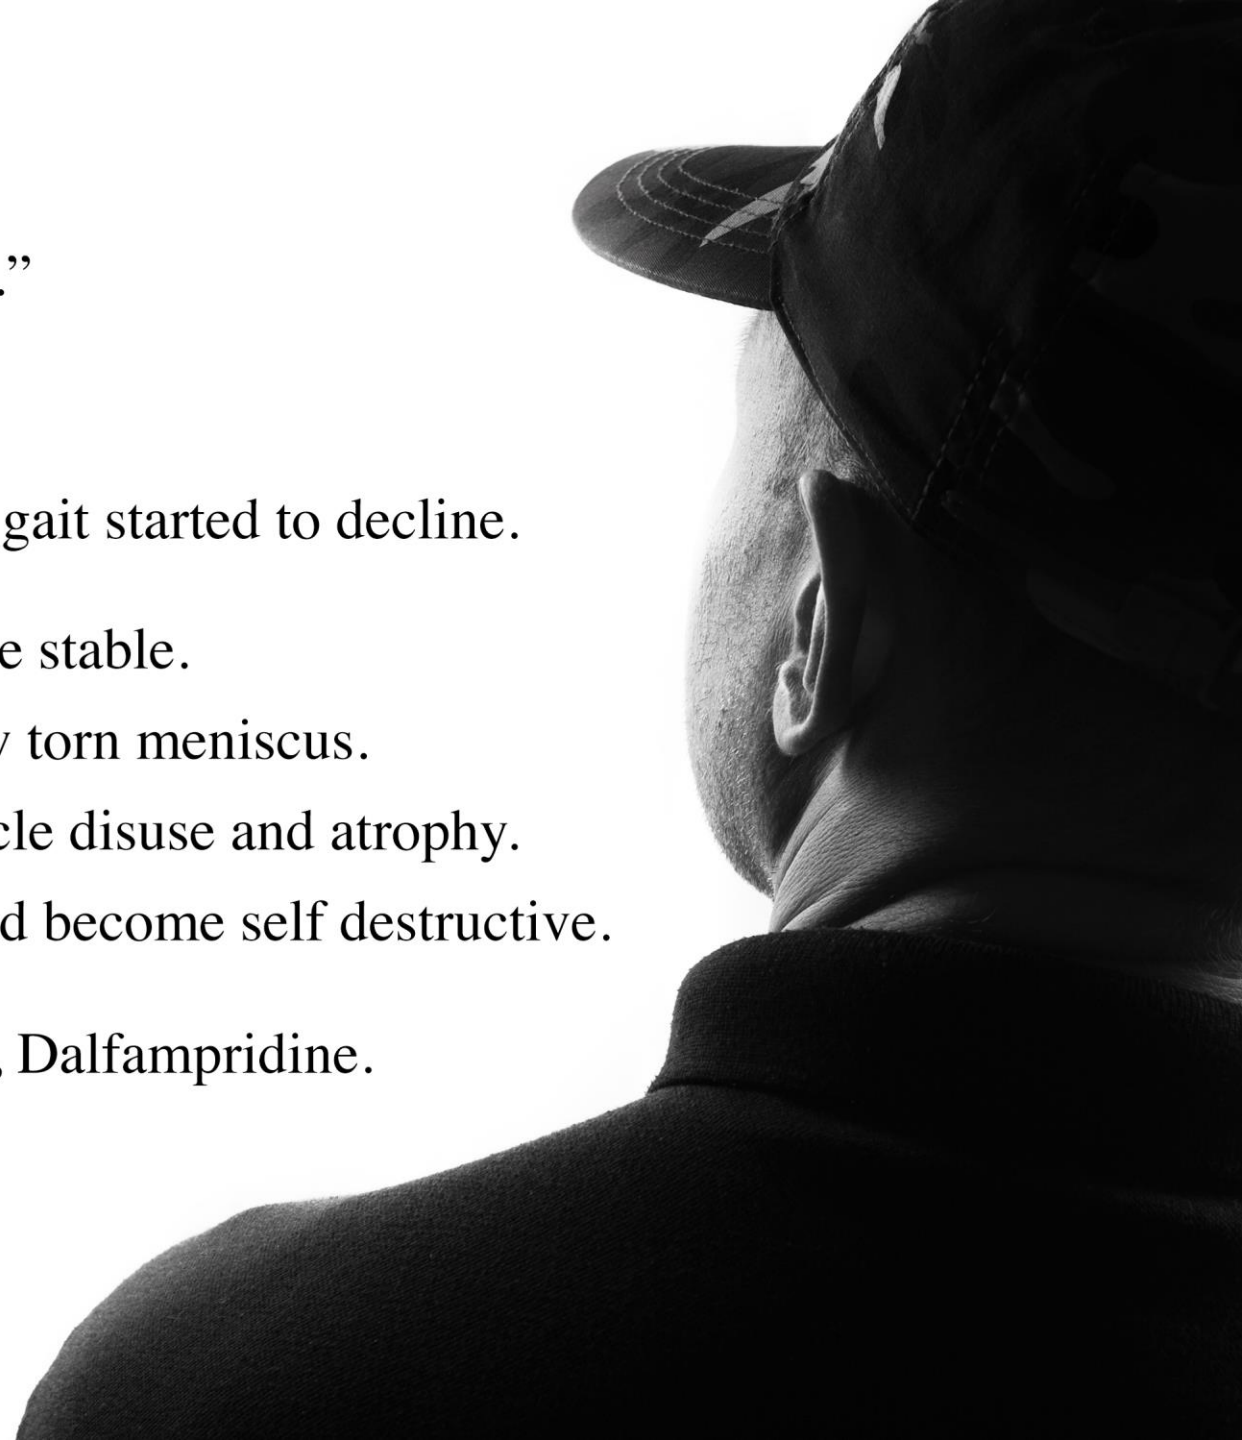 .”
gait started to decline.
e stable.
torn meniscus.
cle disuse and atrophy.
d become self destructive.
, Dalfampridine.